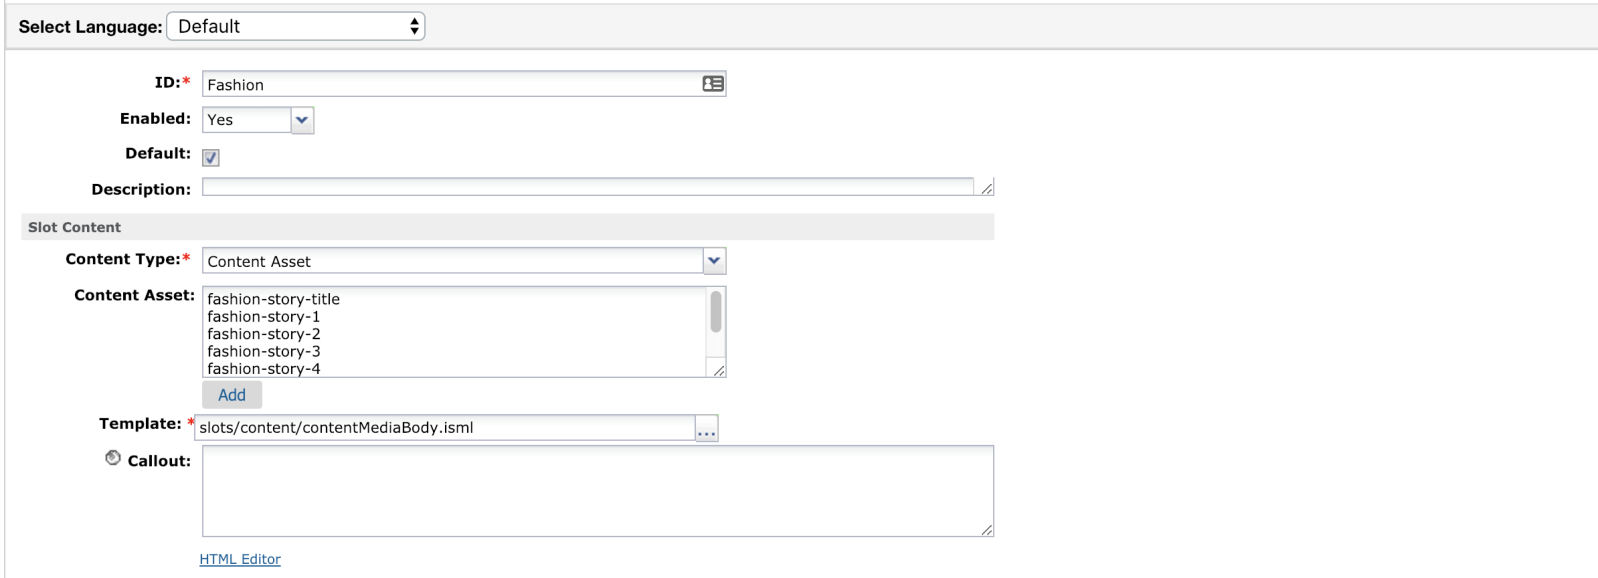 Select Language: Default
ID:* Fashion
Enabled: Yes
Default:
Description:
Slot Content
Content Type:* Content Asset
Content Asset: fashion-story-title
fashion-story-1
fashion-story-2
fashion-story-3
fashion-story-4
Add
Template: * slots/content/contentMediaBody.isml ...
Callout:
HTML Editor